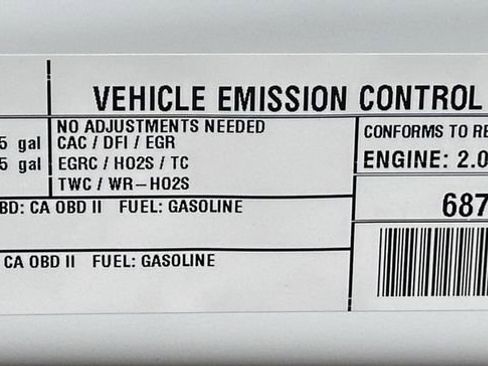 VEHICLE EMISSION CONTROL
NO ADJUSTMENTS NEEDED
5 gal CAC / DFI / EGR
5 gal EGRC / HO2S / TC
TWC / WR-HO2S
CONFORMS TO RE
ENGINE: 2.0
BD: CA OBD II FUEL: GASOLINE
687
CA OBD II FUEL: GASOLINE